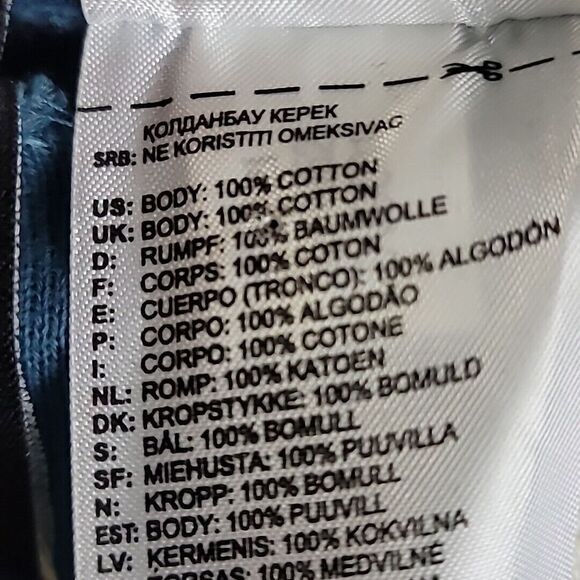 ҚОЛДАНБАУ КЕРЕК
SRB: NE KORISTITI OMEKSIVAC
US: BODY: 100% COTTON
UK: BODY: 100% COTTON
D: RUMPF: 100% BAUMWOLLE
F: CORPS: 100% COTON
E: CUERPO (TRONCO): 100% ALGODÓN
P: CORPO: 100% ALGODÃO
I: CORPO: 100% COTONE
NL: ROMP: 100% KATOEN
DK: KROPSTYKKE: 100% BOMULD
S: BÅL: 100% BOMULL
SF: MIEHUSTA: 100% PUUVILLA
N: KROPP: 100% BOMULL
EST: BODY: 100% PUUVILL
LV: ĶERMENIS: 100% KOKVILNA
100% MEDVILNĖ